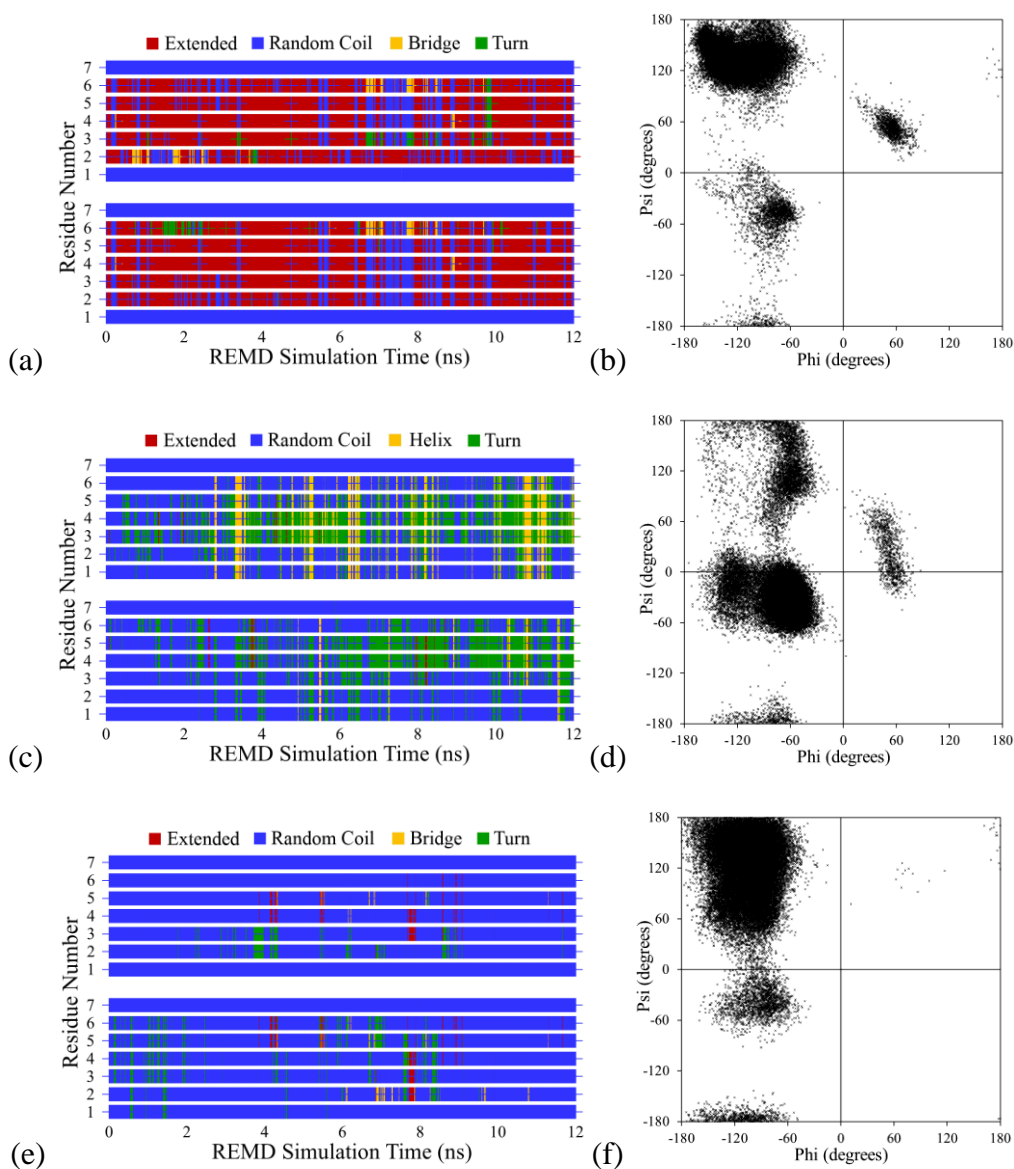 Extended Random Coil Bridge Turn
7
6
5
4
3
2
1
7
6
5
4
3
2
1
Residue Number
0 2 4 6 8 10 12
REMD Simulation Time (ns)
(a)
180
120
60
0
-60
-120
-180
Psi (degrees)
-180 -120 -60 0 60 120 180
Phi (degrees)
(b)
Extended Random Coil Helix Turn
7
6
5
4
3
2
1
7
6
5
4
3
2
1
Residue Number
0 2 4 6 8 10 12
REMD Simulation Time (ns)
(c)
180
120
60
0
-60
-120
-180
Psi (degrees)
-180 -120 -60 0 60 120 180
Phi (degrees)
(d)
Extended Random Coil Bridge Turn
7
6
5
4
3
2
1
7
6
5
4
3
2
1
Residue Number
0 2 4 6 8 10 12
REMD Simulation Time (ns)
(e)
180
120
60
0
-60
-120
-180
Psi (degrees)
-180 -120 -60 0 60 120 180
Phi (degrees)
(f)